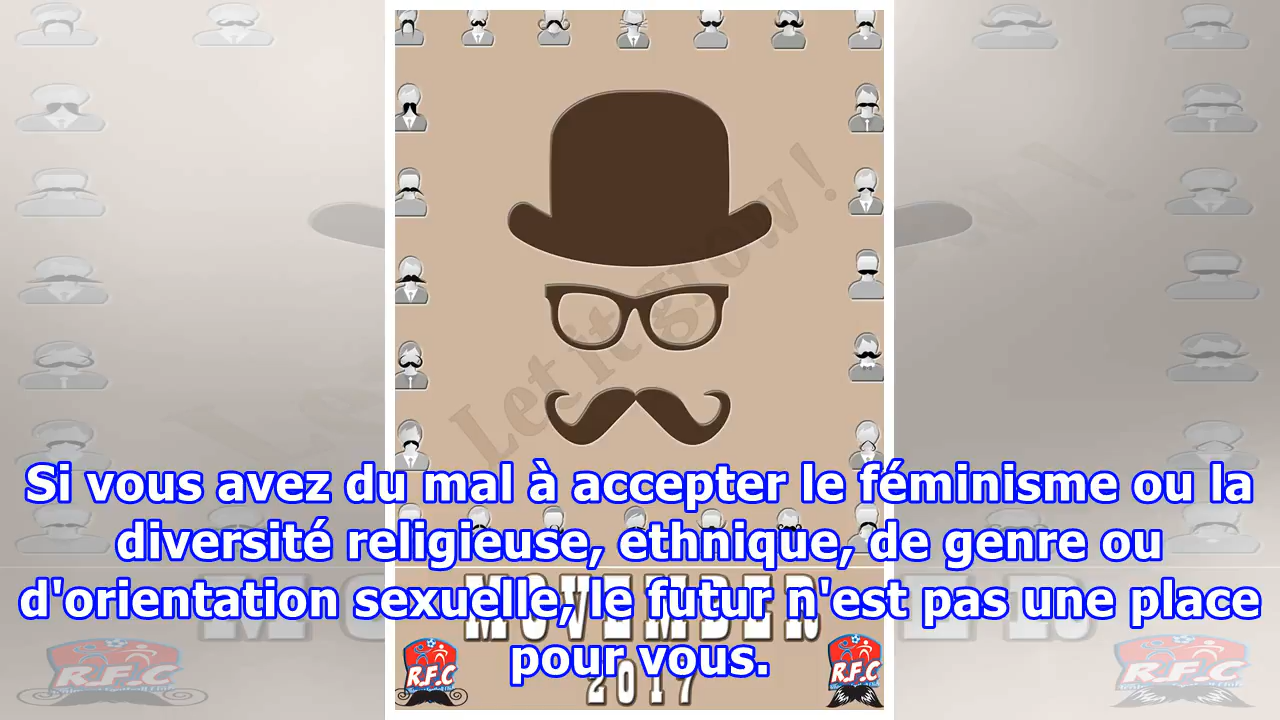 Let it grow !
Si vous avez du mal à accepter le féminisme ou la
diversité religieuse, ethnique, de genre ou
d'orientation sexuelle, le futur n'est pas une place
pour vous.
MOVEMBER
2017
R.F.C
R.F.C